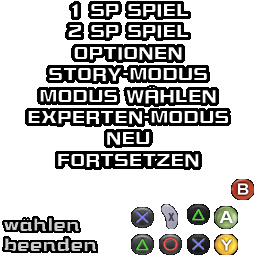 1 SP SPIEL
2 SP SPIEL
OPTIONEN
STORY-MODUS
MODUS WÄHLEN
EXPERTEN-MODUS
NEU
FORTSETZEN
B
wählen X A
beenden Y